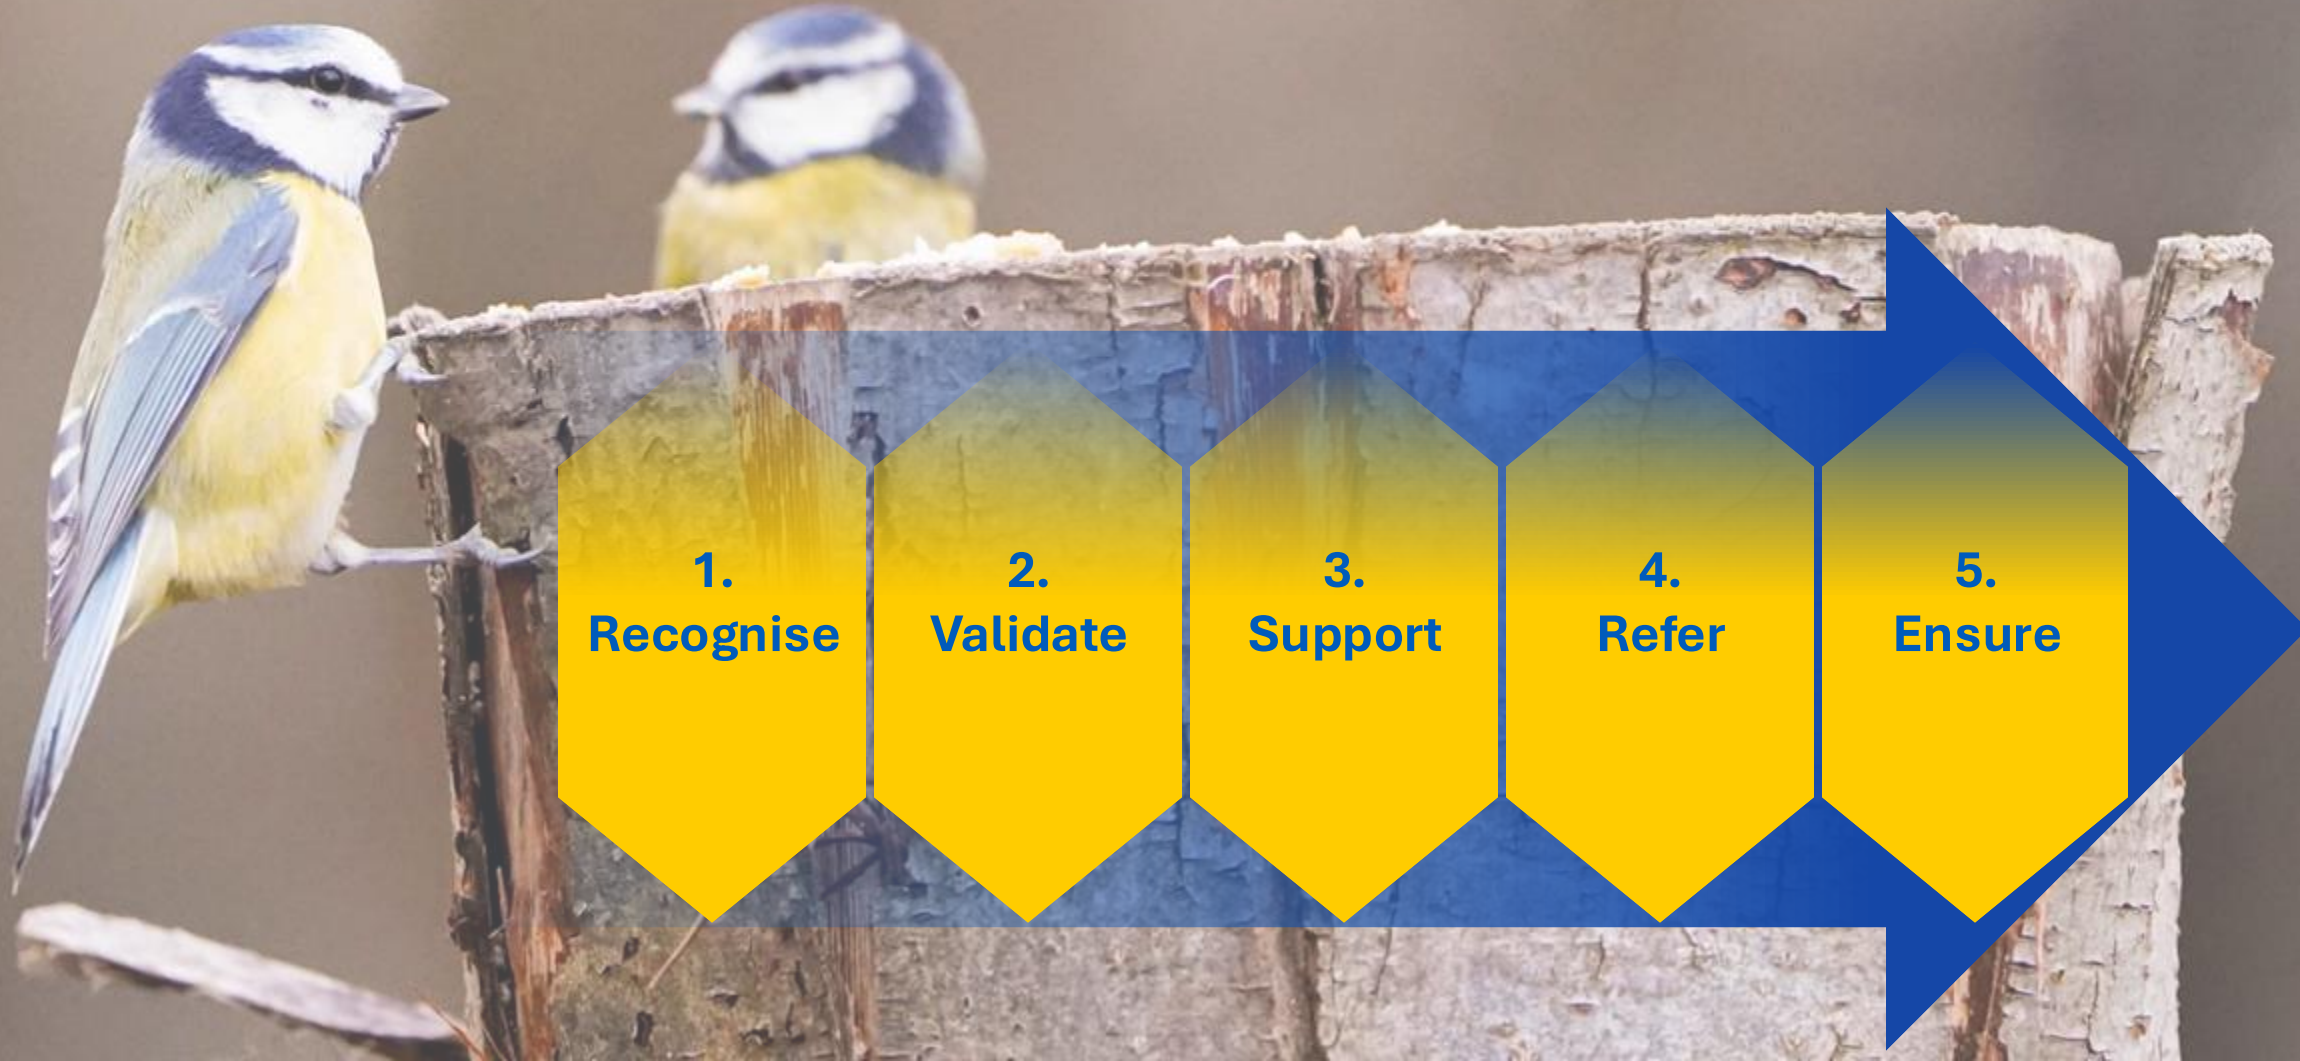 1.
Recognise
2.
Validate
3.
Support
4.
Refer
5.
Ensure